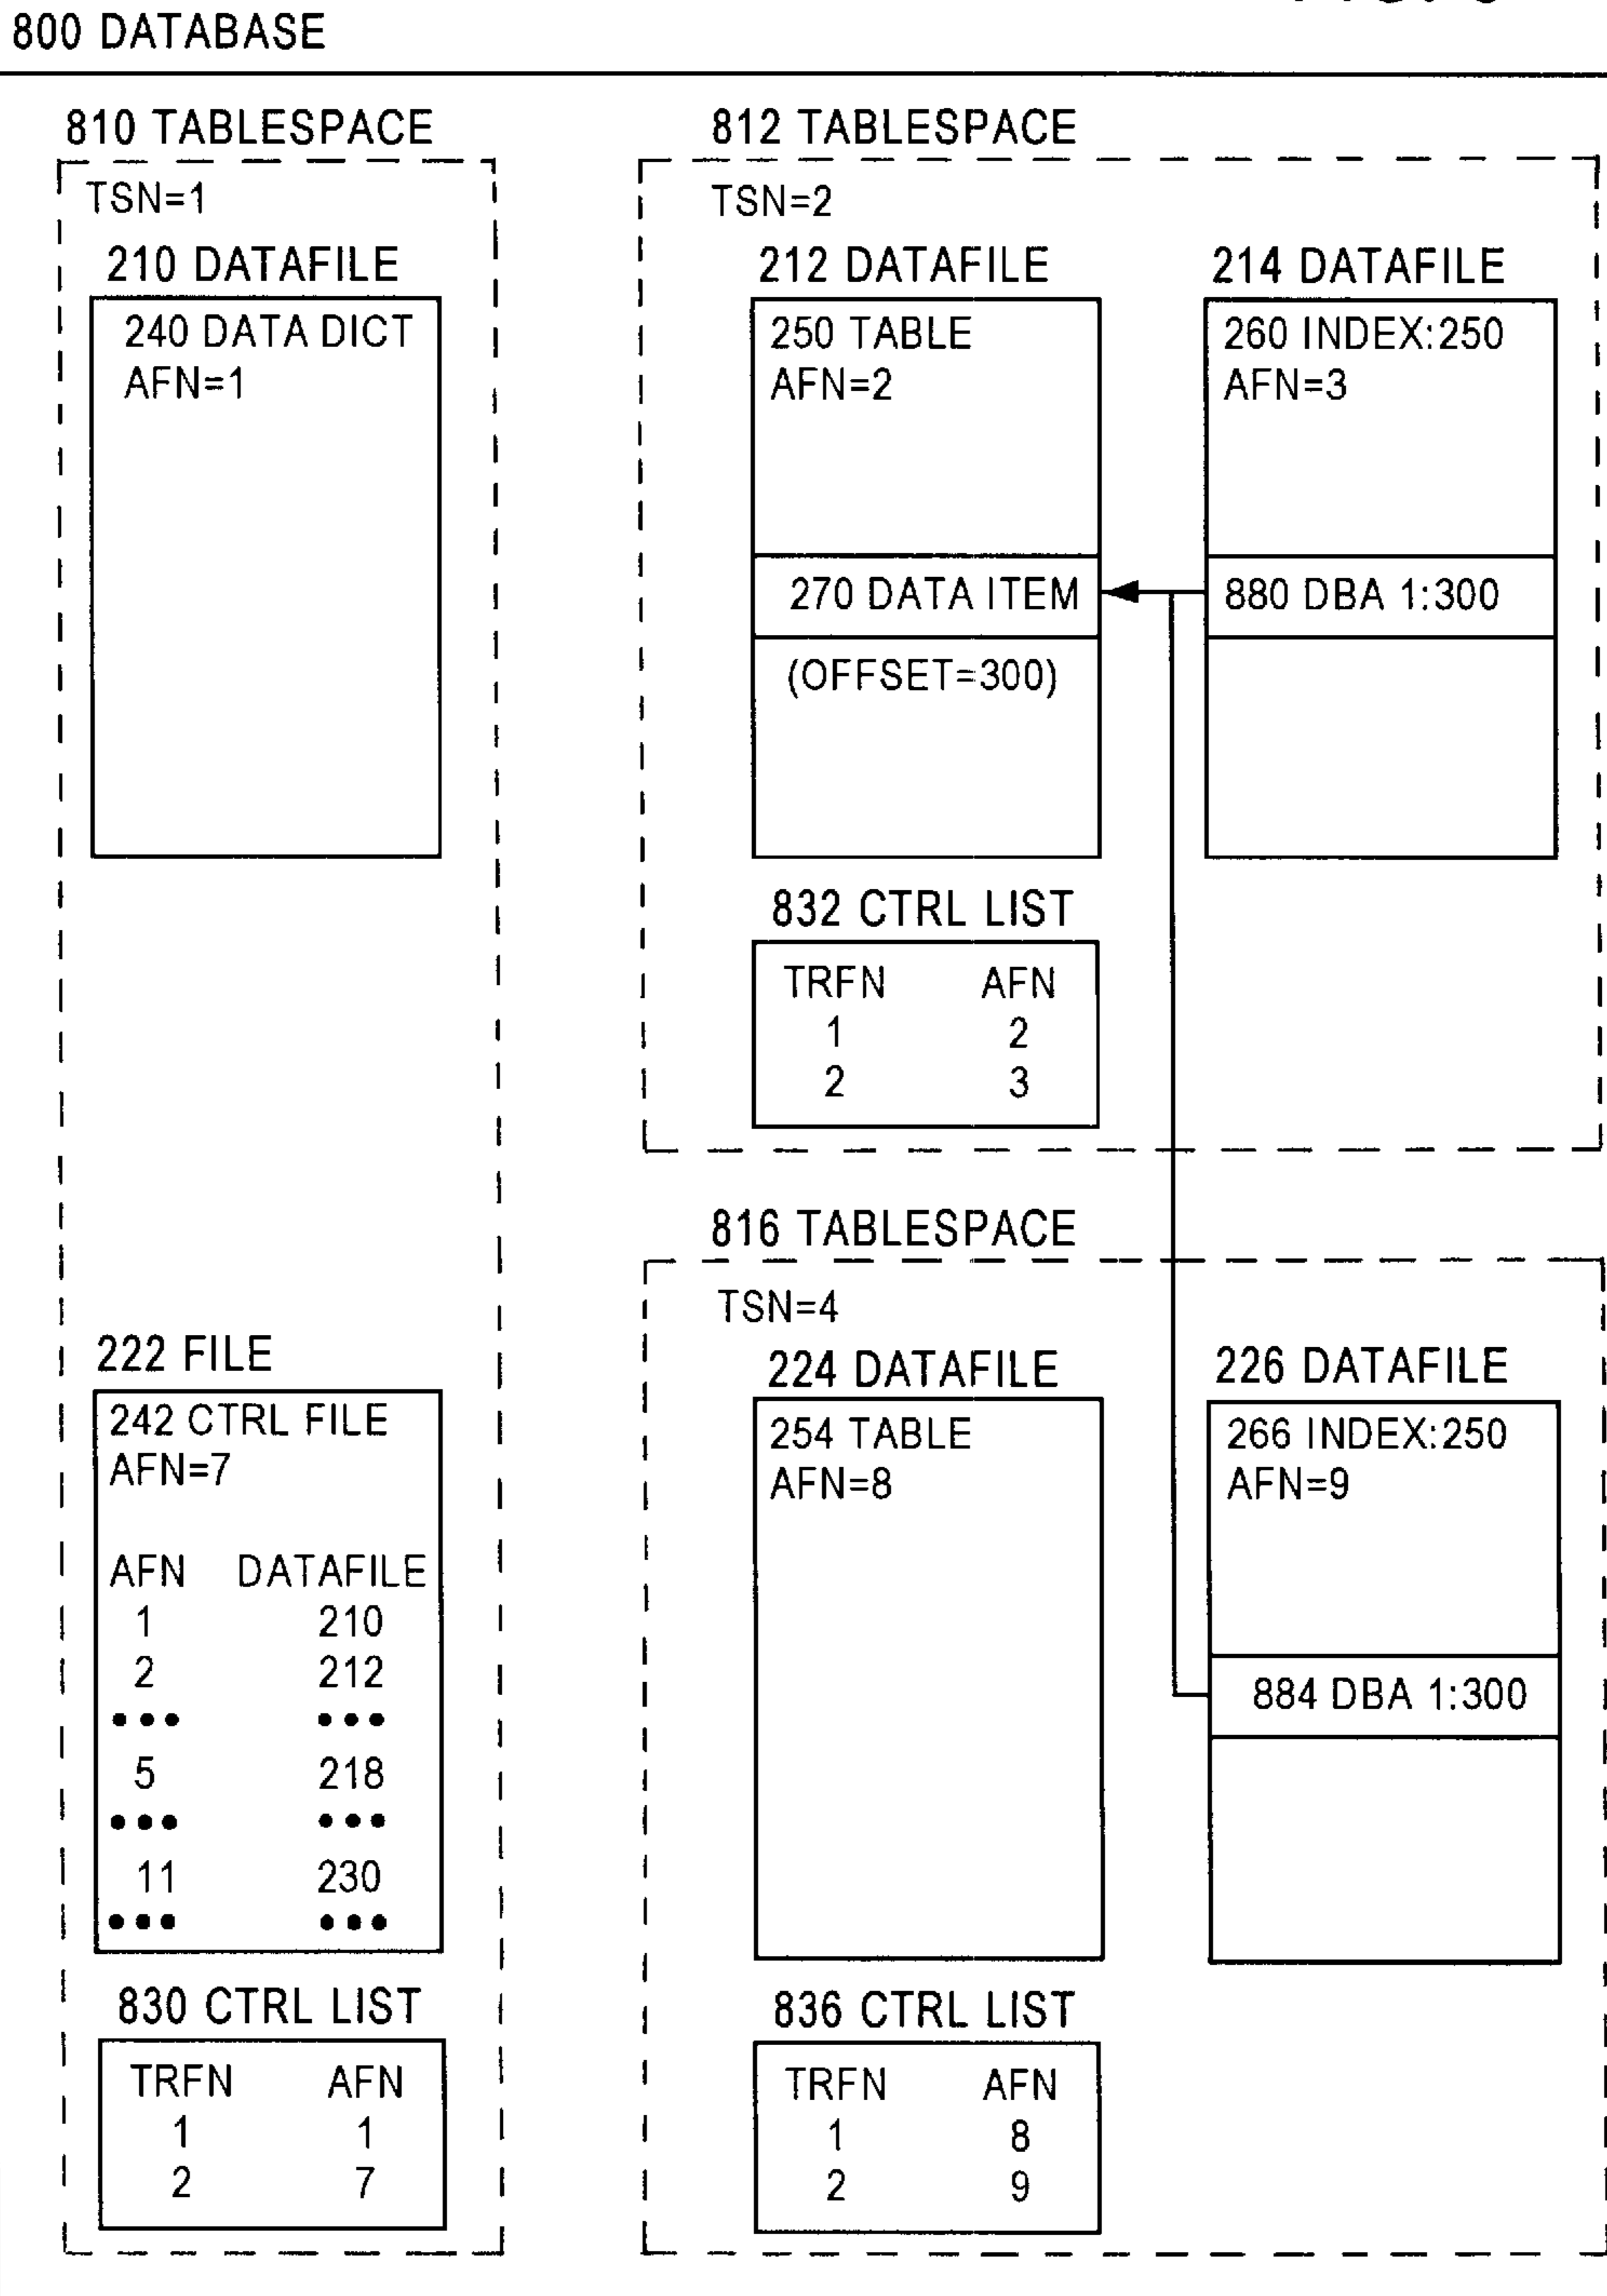 800 DATABASE
810 TABLESPACE
TSN=1
210 DATAFILE
240 DATA DICT
AFN=1
222 FILE
242 CTRL FILE
AFN=7
AFN DATAFILE
1 210
2 212
••• •••
5 218
••• •••
11 230
••• •••
830 CTRL LIST
TRFN AFN
1 1
2 7
812 TABLESPACE
TSN=2
212 DATAFILE
250 TABLE
AFN=2
270 DATA ITEM
(OFFSET=300)
214 DATAFILE
260 INDEX:250
AFN=3
880 DBA 1:300
832 CTRL LIST
TRFN AFN
1 2
2 3
816 TABLESPACE
TSN=4
224 DATAFILE
254 TABLE
AFN=8
226 DATAFILE
266 INDEX:250
AFN=9
884 DBA 1:300
836 CTRL LIST
TRFN AFN
1 8
2 9